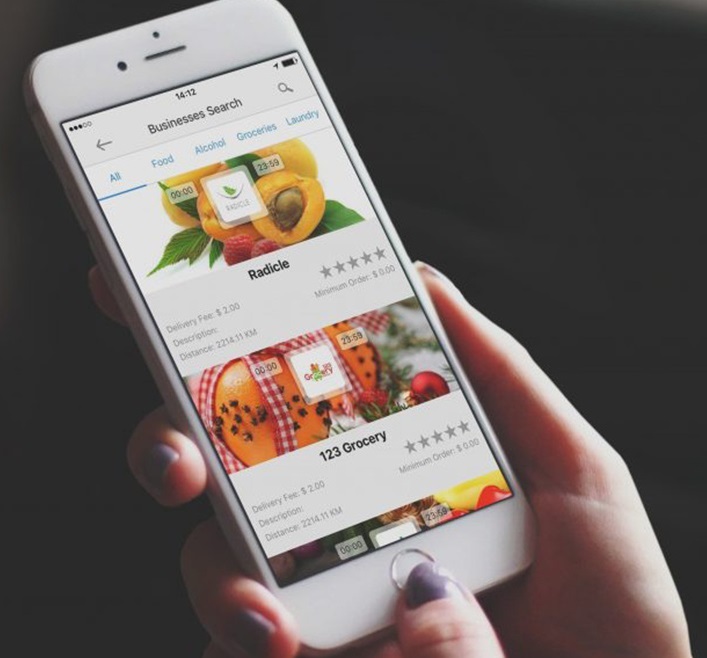 14:12
Businesses Search
All Food Alcohol Groceries Laundry
00:00 23:59
RADICLE
Radicle
Delivery Fee: $ 2.00
Minimum Order: $ 0.00
Description:
Distance: 2214.11 KM
00:00 23:59
123 Grocery
Delivery Fee: $ 2.00
Minimum Order: $ 0.00
Description:
Distance: 2214.11 KM
00:00 23:59